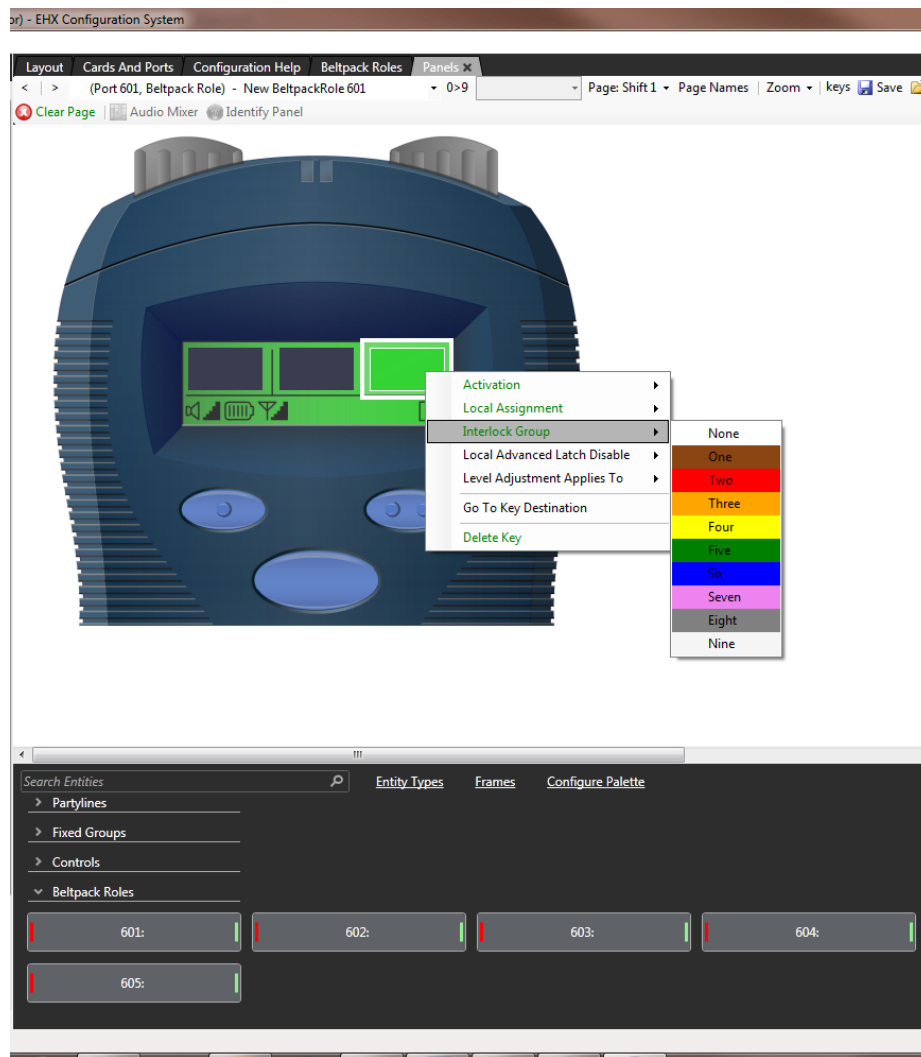 or) - EHX Configuration System
Layout Cards And Ports Configuration Help Beltpack Roles Panels x
< | > (Port 601, Beltpack Role) - New BeltpackRole 601 0>9 Page: Shift 1 Page Names | Zoom | keys Save
Clear Page | Audio Mixer Identify Panel
Activation
Local Assignment
Interlock Group
Local Advanced Latch Disable
Level Adjustment Applies To
Go To Key Destination
Delete Key
None
One
Two
Three
Four
Five
Six
Seven
Eight
Nine
Search Entities Entity Types Frames Configure Palette
Partylines
Fixed Groups
Controls
Beltpack Roles
601: 602: 603: 604:
605: